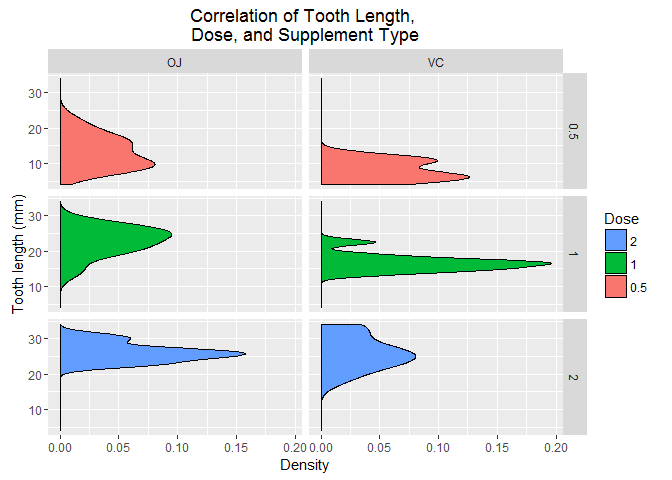 Correlation of Tooth Length,
Dose, and Supplement Type
OJ
VC
30
20
10
0.5
30
20
10
1
30
20
10
2
Tooth length (mm)
0.00 0.05 0.10 0.15 0.20
0.00 0.05 0.10 0.15 0.20
Density
Dose
2
1
0.5